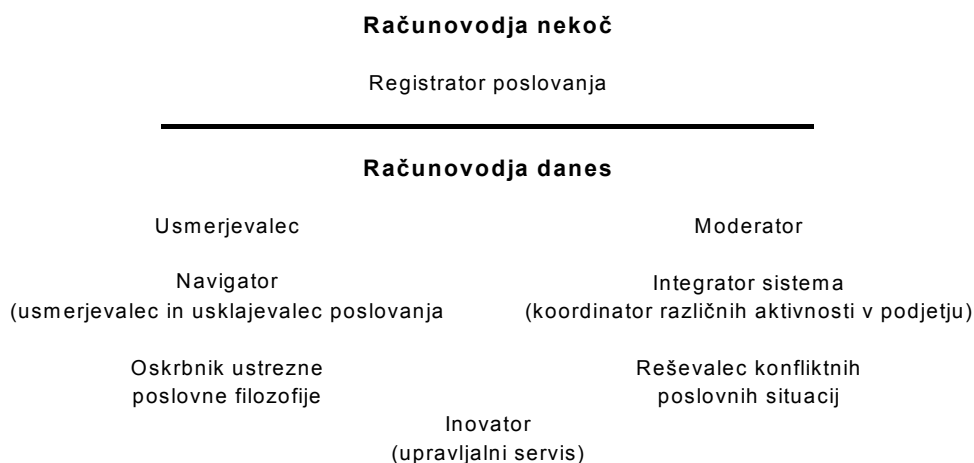 Računovodja nekoč
Registrator poslovanja
Računovodja danes
Usmerjevalec
Moderator
Navigator
(usmerjevalec in usklajevalec poslovanja
Integrator sistema
(koordinator različnih aktivnosti v podjetju)
Oskrbnik ustrezne
poslovne filozofije
Reševalec konfliktnih
poslovnih situacij
Inovator
(upravljalni servis)